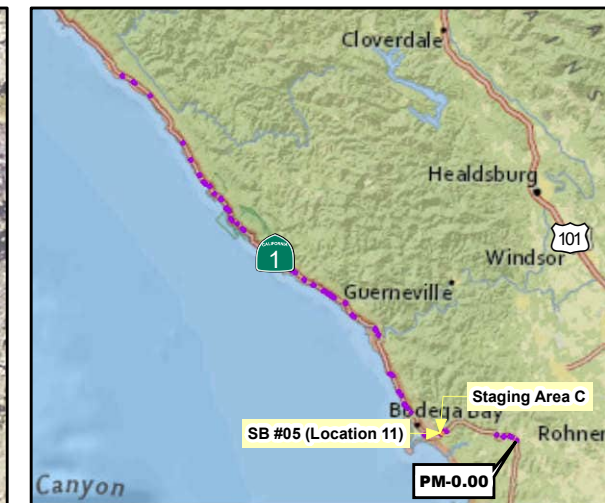 Cloverdale
Healdsburg
101
Windsor
CALIFORNIA
1
Guerneville
Staging Area C
Bodega Bay
SB #05 (Location 11)
Rohner
PM-0.00
Canyon